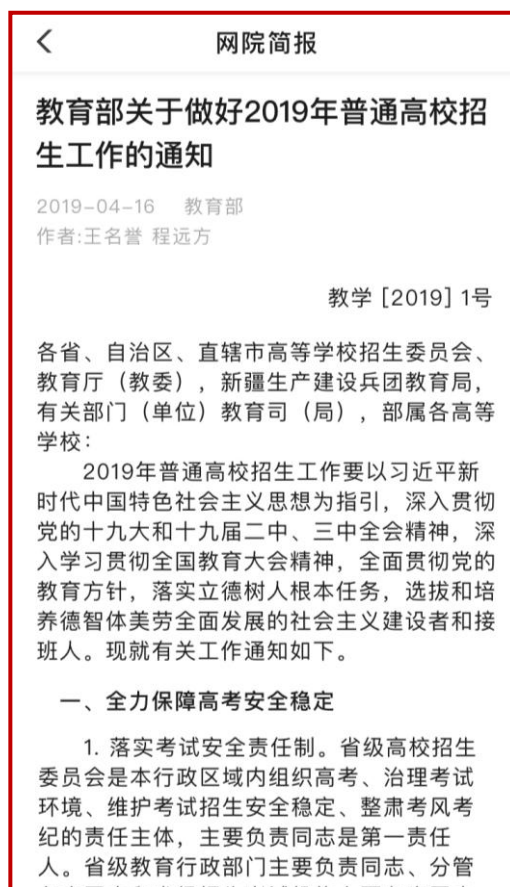 网院简报
教育部关于做好2019年普通高校招
生工作的通知
2019-04-16 教育部
作者:王名誉 程远方
教学 [2019] 1号
各省、自治区、直辖市高等学校招生委员会、
教育厅（教委），新疆生产建设兵团教育局，
有关部门（单位）教育司（局），部属各高等
学校：
2019年普通高校招生工作要以习近平新
时代中国特色社会主义思想为指引，深入贯彻
党的十九大和十九届二中、三中全会精神，深
入学习贯彻全国教育大会精神，全面贯彻党的
教育方针，落实立德树人根本任务，选拔和培
养德智体美劳全面发展的社会主义建设者和接
班人。现就有关工作通知如下。
一、全力保障高考安全稳定
1. 落实考试安全责任制。省级高校招生
委员会是本行政区域内组织高考、治理考试
环境、维护考试招生安全稳定、整肃考风考
纪的责任主体，主要负责同志是第一责任
人。省级教育行政部门主要负责同志、分管